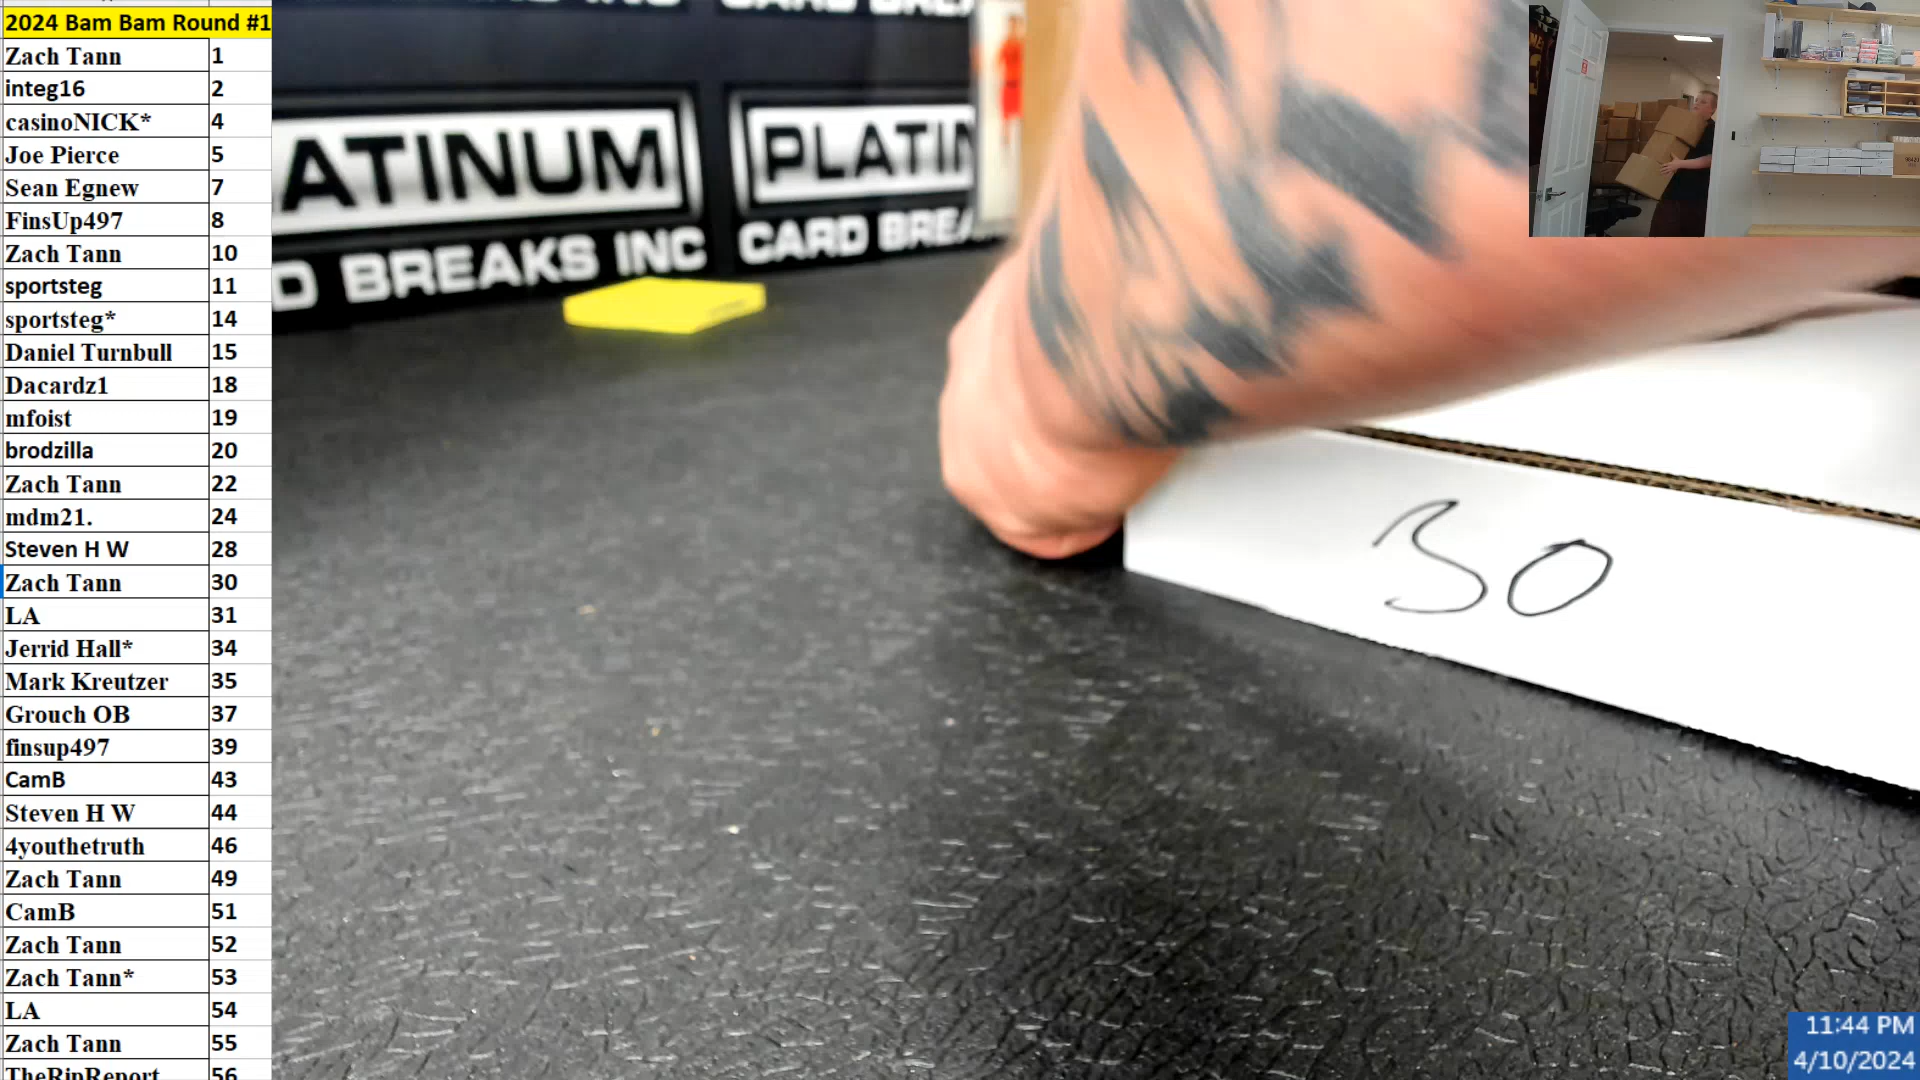 2024 Bam Bam Round #1
Zach Tann 1
integ16 2
casinoNICK* 4
Joe Pierce 5
Sean Egnew 7
FinsUp497 8
Zach Tann 10
sportsteg 11
sportsteg* 14
Daniel Turnbull 15
Dacardz1 18
mfoist 19
brodzilla 20
Zach Tann 22
mdm21. 24
Steven H W 28
Zach Tann 30
LA 31
Jerrid Hall* 34
Mark Kreutzer 35
Grouch OB 37
finsup497 39
CamB 43
Steven H W 44
4youthetruth 46
Zach Tann 49
CamB 51
Zach Tann 52
Zach Tann* 53
LA 54
Zach Tann 55
TheRipReport 56
ATINUM PLATIN
D BREAKS INC CARD BREA
30
11:44 PM
4/10/2024